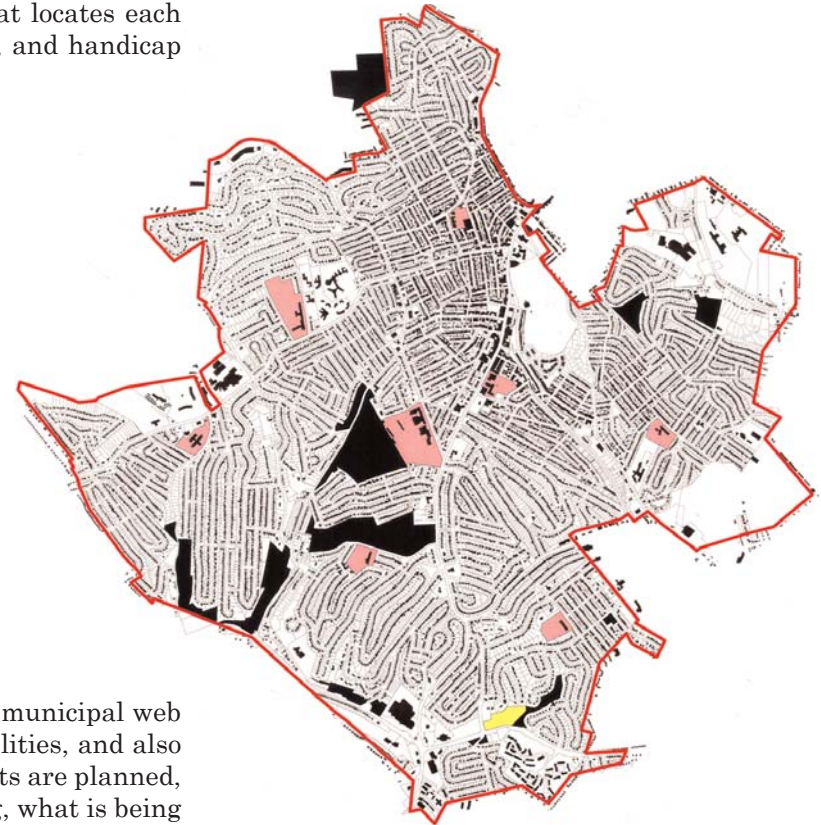 at locates each
, and handicap
municipal web
lities, and also
ts are planned,
g, what is being